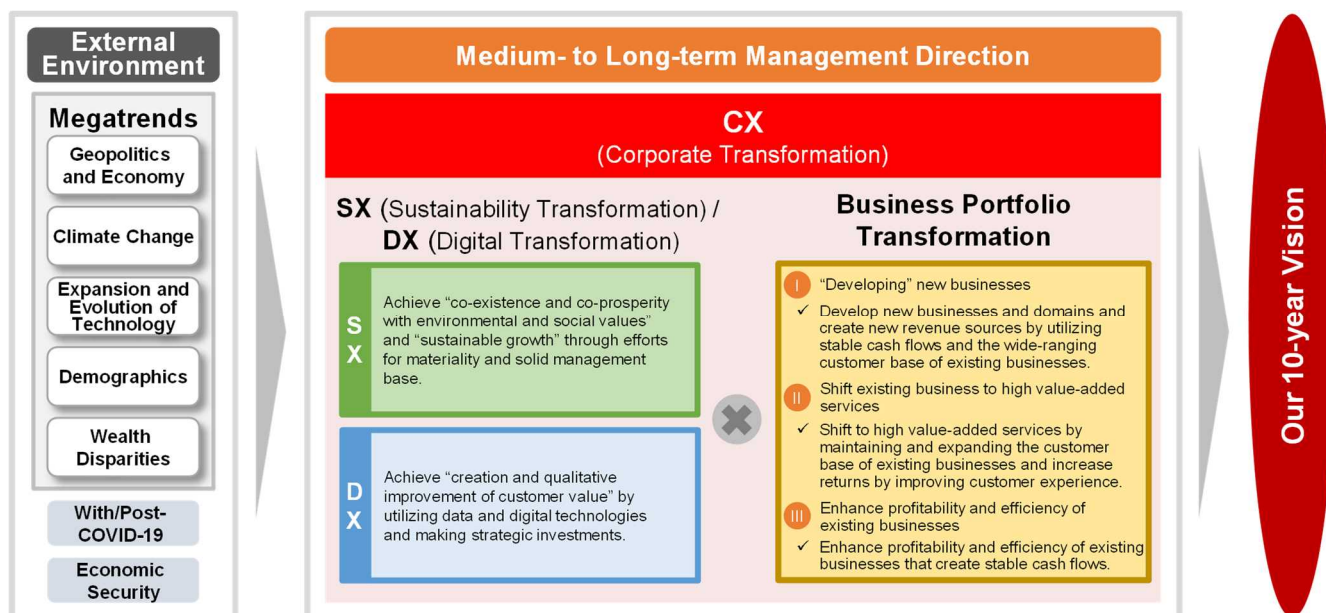 External
Environment
Megatrends
Geopolitics
and Economy
Climate Change
Expansion and
Evolution of
Technology
Demographics
Wealth
Disparities
With/Post-
COVID-19
Economic
Security
Medium- to Long-term Management Direction
CX
(Corporate Transformation)
SX (Sustainability Transformation) /
DX (Digital Transformation)
S
X
Achieve “co-existence and co-prosperity
with environmental and social values”
and “sustainable growth” through efforts
for materiality and solid management
base.
D
X
Achieve “creation and qualitative
improvement of customer value” by
utilizing data and digital technologies
and making strategic investments.
Business Portfolio
Transformation
I “Developing” new businesses
✓ Develop new businesses and domains and
create new revenue sources by utilizing
stable cash flows and the wide-ranging
customer base of existing businesses.
II Shift existing business to high value-added
services
✓ Shift to high value-added services by
maintaining and expanding the customer
base of existing businesses and increase
returns by improving customer experience.
III Enhance profitability and efficiency of
existing businesses
✓ Enhance profitability and efficiency of existing
businesses that create stable cash flows.
Our 10-year Vision